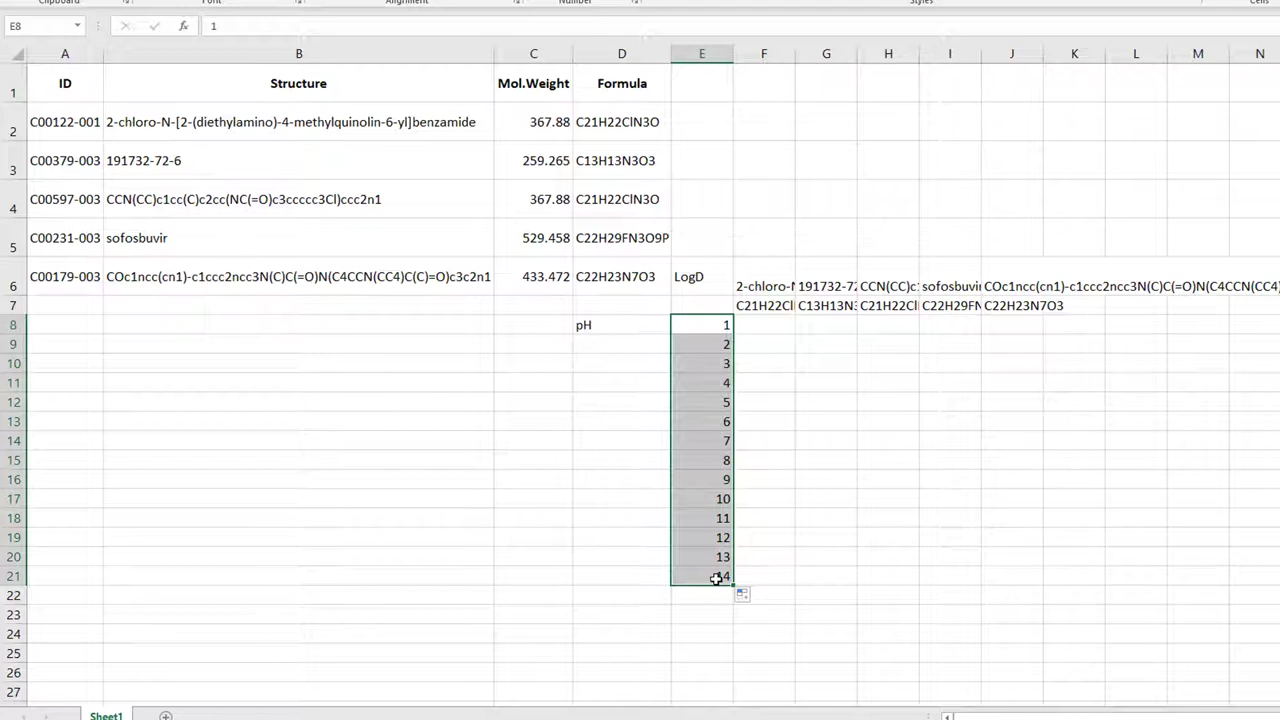 Clipboard Font Alignment Number Styles Cells
E8 fx 1
A B C D E F G H I J K L M N
1 ID Structure Mol.Weight Formula
2 C00122-001 2-chloro-N-[2-(diethylamino)-4-methylquinolin-6-yl]benzamide 367.88 C21H22ClN3O
3 C00379-003 191732-72-6 259.265 C13H13N3O3
4 C00597-003 CCN(CC)c1cc(C)c2cc(NC(=O)c3ccccc3Cl)ccc2n1 367.88 C21H22ClN3O
5 C00231-003 sofosbuvir 529.458 C22H29FN3O9P
6 C00179-003 COc1ncc(cn1)-c1ccc2ncc3N(C)C(=O)N(C4CCN(CC4)C(C)=O)c3c2n1 433.472 C22H23N7O3 LogD 2-chloro-N 191732-72 CCN(CC)c: sofosbuvir COc1ncc(cn1)-c1ccc2ncc3N(C)C(=O)N(C4CCN(CC4)
7 C21H22Cl C13H13N3 C21H22Cl C22H29FN C22H23N7O3
8 pH 1
9 2
10 3
11 4
12 5
13 6
14 7
15 8
16 9
17 10
18 11
19 12
20 13
21 14
22
23
24
25
26
27
Sheet1